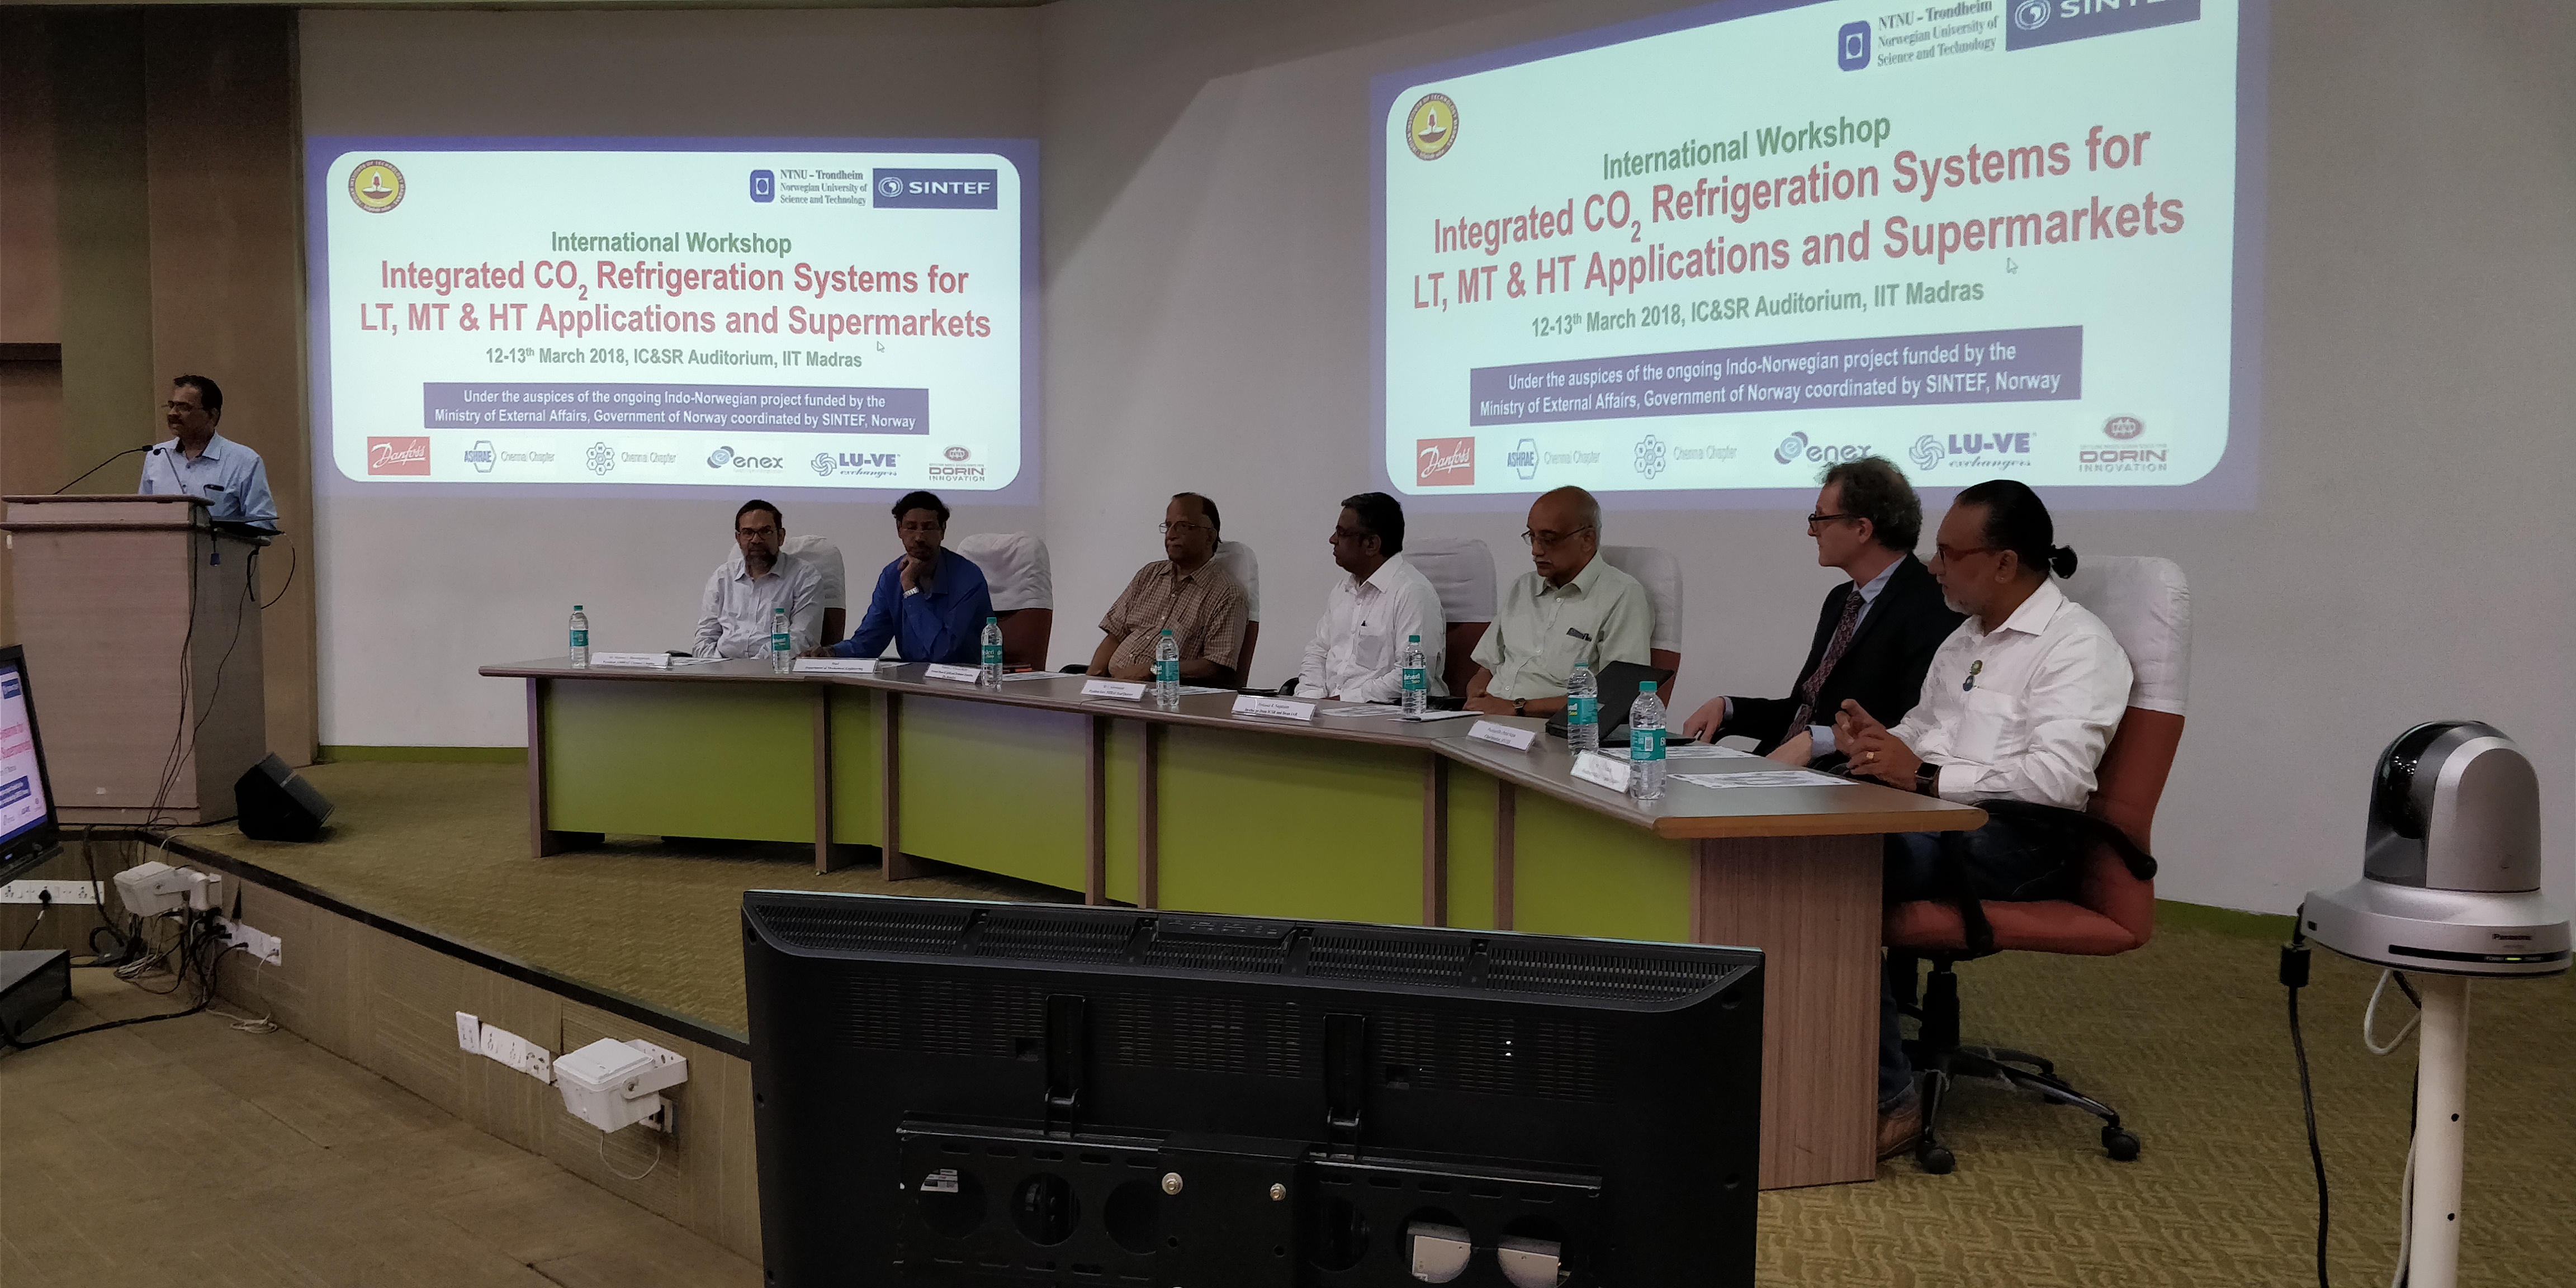 NTNU – Trondheim
Norwegian University of
Science and Technology
SINTEF
International Workshop
Integrated CO2 Refrigeration Systems for
LT, MT & HT Applications and Supermarkets
12-13th March 2018, IC&SR Auditorium, IIT Madras
Under the auspices of the ongoing Indo-Norwegian project funded by the
Ministry of External Affairs, Government of Norway coordinated by SINTEF, Norway
Danfoss
ASHRAE Chennai Chapter
Chennai Chapter
enex
LU-VE
exchangers
DORIN
INNOVATION
NTNU – Trondheim
Norwegian University of
Science and Technology
SINTEF
International Workshop
Integrated CO2 Refrigeration Systems for
LT, MT & HT Applications and Supermarkets
12-13th March 2018, IC&SR Auditorium, IIT Madras
Under the auspices of the ongoing Indo-Norwegian project funded by the
Ministry of External Affairs, Government of Norway coordinated by SINTEF, Norway
Danfoss
ASHRAE Chennai Chapter
Chennai Chapter
enex
LU-VE
exchangers
DORIN
INNOVATION
Panasonic